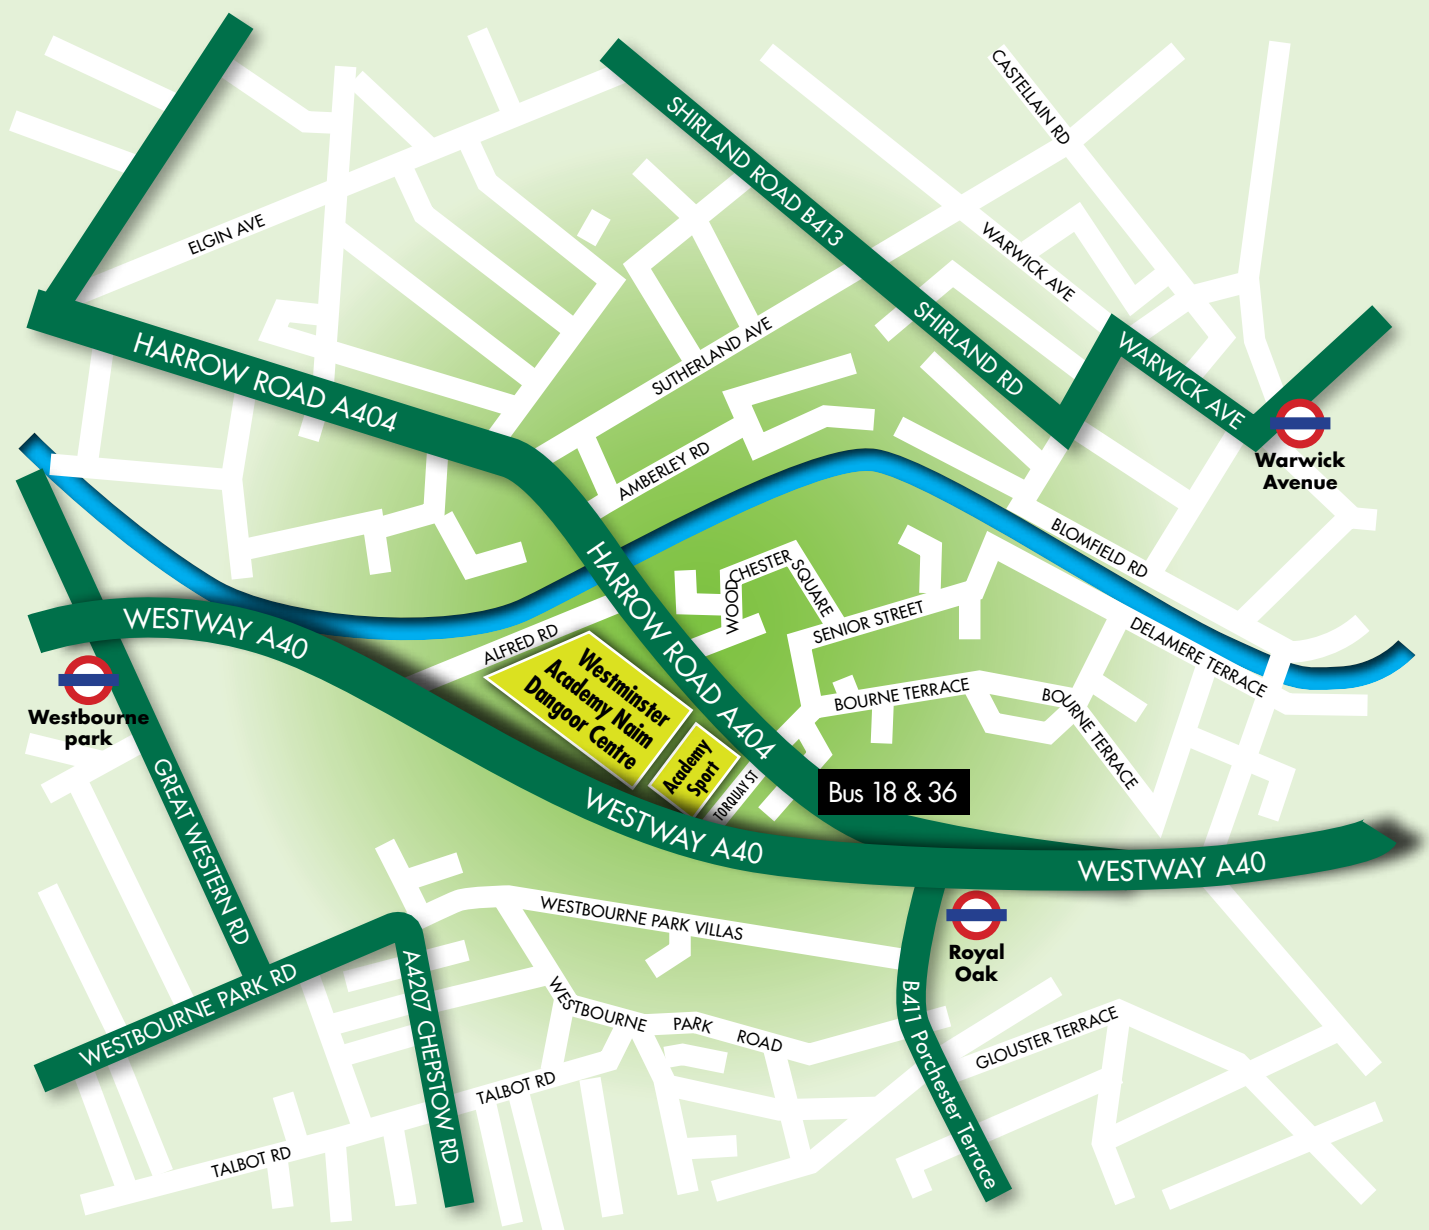 CASTELLAIN RD
SHIRLAND ROAD B413
ELGIN AVE
WARWICK AVE
SHIRLAND RD
SUTHERLAND AVE
WARWICK AVE
HARROW ROAD A404
Warwick
Avenue
AMBERLEY RD
BLOMFIELD RD
WOOD
CHESTER
SQUARE
HARROW ROAD A404
SENIOR STREET
WESTWAY A40
ALFRED RD
DELAMERE TERRACE
Westminster
Academy Naim
Dangoor Centre
Academy
Sport
TORQUAY ST
BOURNE TERRACE
BOURNE TERRACE
Westbourne
park
Bus 18 & 36
WESTWAY A40
WESTWAY A40
GREAT WESTERN RD
WESTBOURNE PARK VILLAS
Royal
Oak
WESTBOURNE PARK RD
A4207 CHEPSTOW RD
WESTBOURNE PARK ROAD
B411 Porchester Terrace
GLOUSTER TERRACE
TALBOT RD
TALBOT RD